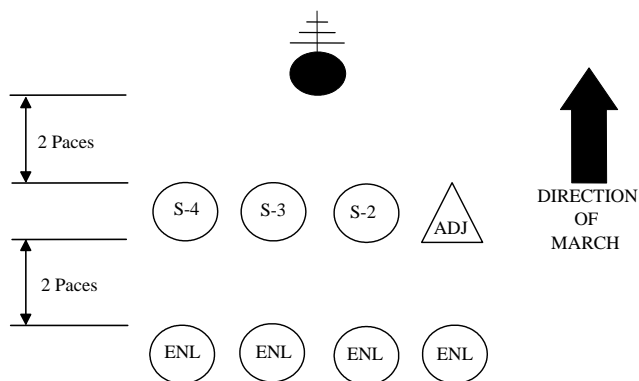 2 Paces
S-4 S-3 S-2 ADJ
DIRECTION
OF
MARCH
2 Paces
ENL ENL ENL ENL